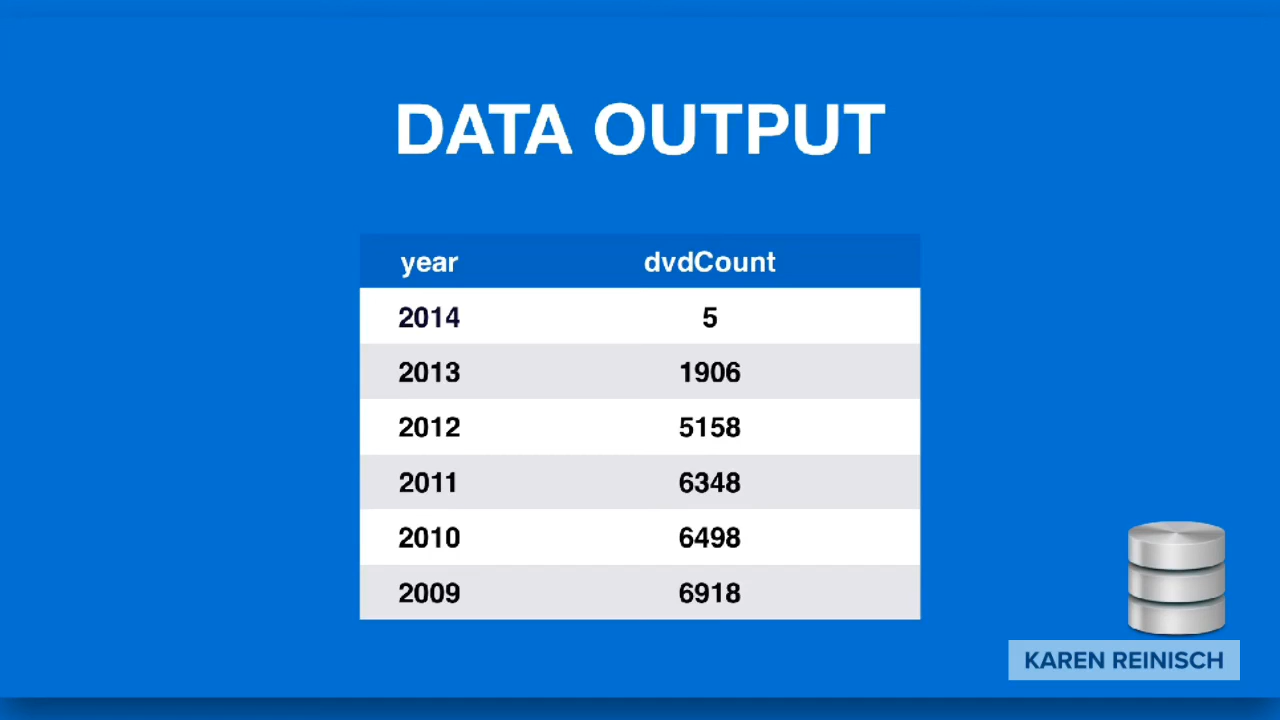 DATA OUTPUT
year dvdCount
2014 5
2013 1906
2012 5158
2011 6348
2010 6498
2009 6918
KAREN REINISCH